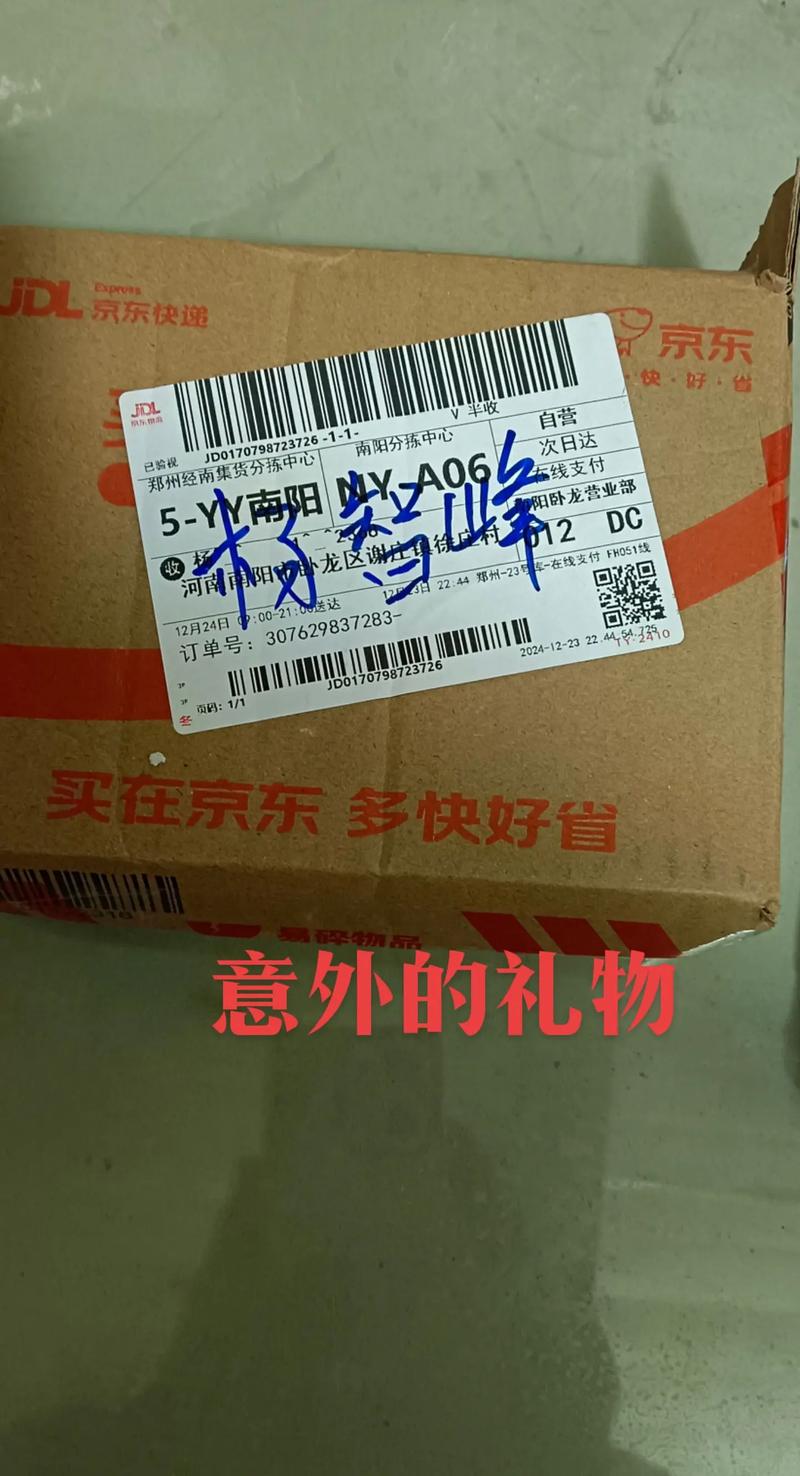 JDL
Express
京东快递
京东
快·好·省
JDL
京东物流
已验视
JD0170798723726 -1-1-
V 半收
郑州经南集货分拣中心
南阳分拣中心
自营
次日达
在线支付
5-YY南阳
NY-A06
阳卧龙营业部
012 DC
收 杨
河南南阳市卧龙区谢庄镇徐庄村
杨智峰
12月24日 09:00-21:00送达
12月23日 22:44 郑州-23号车-在线支付 FH051线
订单号：307629837283-
JD0170798723726
2024-12-23 22:44:54.725
TY-2410
页码：1/1
冬
买在京东 多快好省
易碎物品
意外的礼物